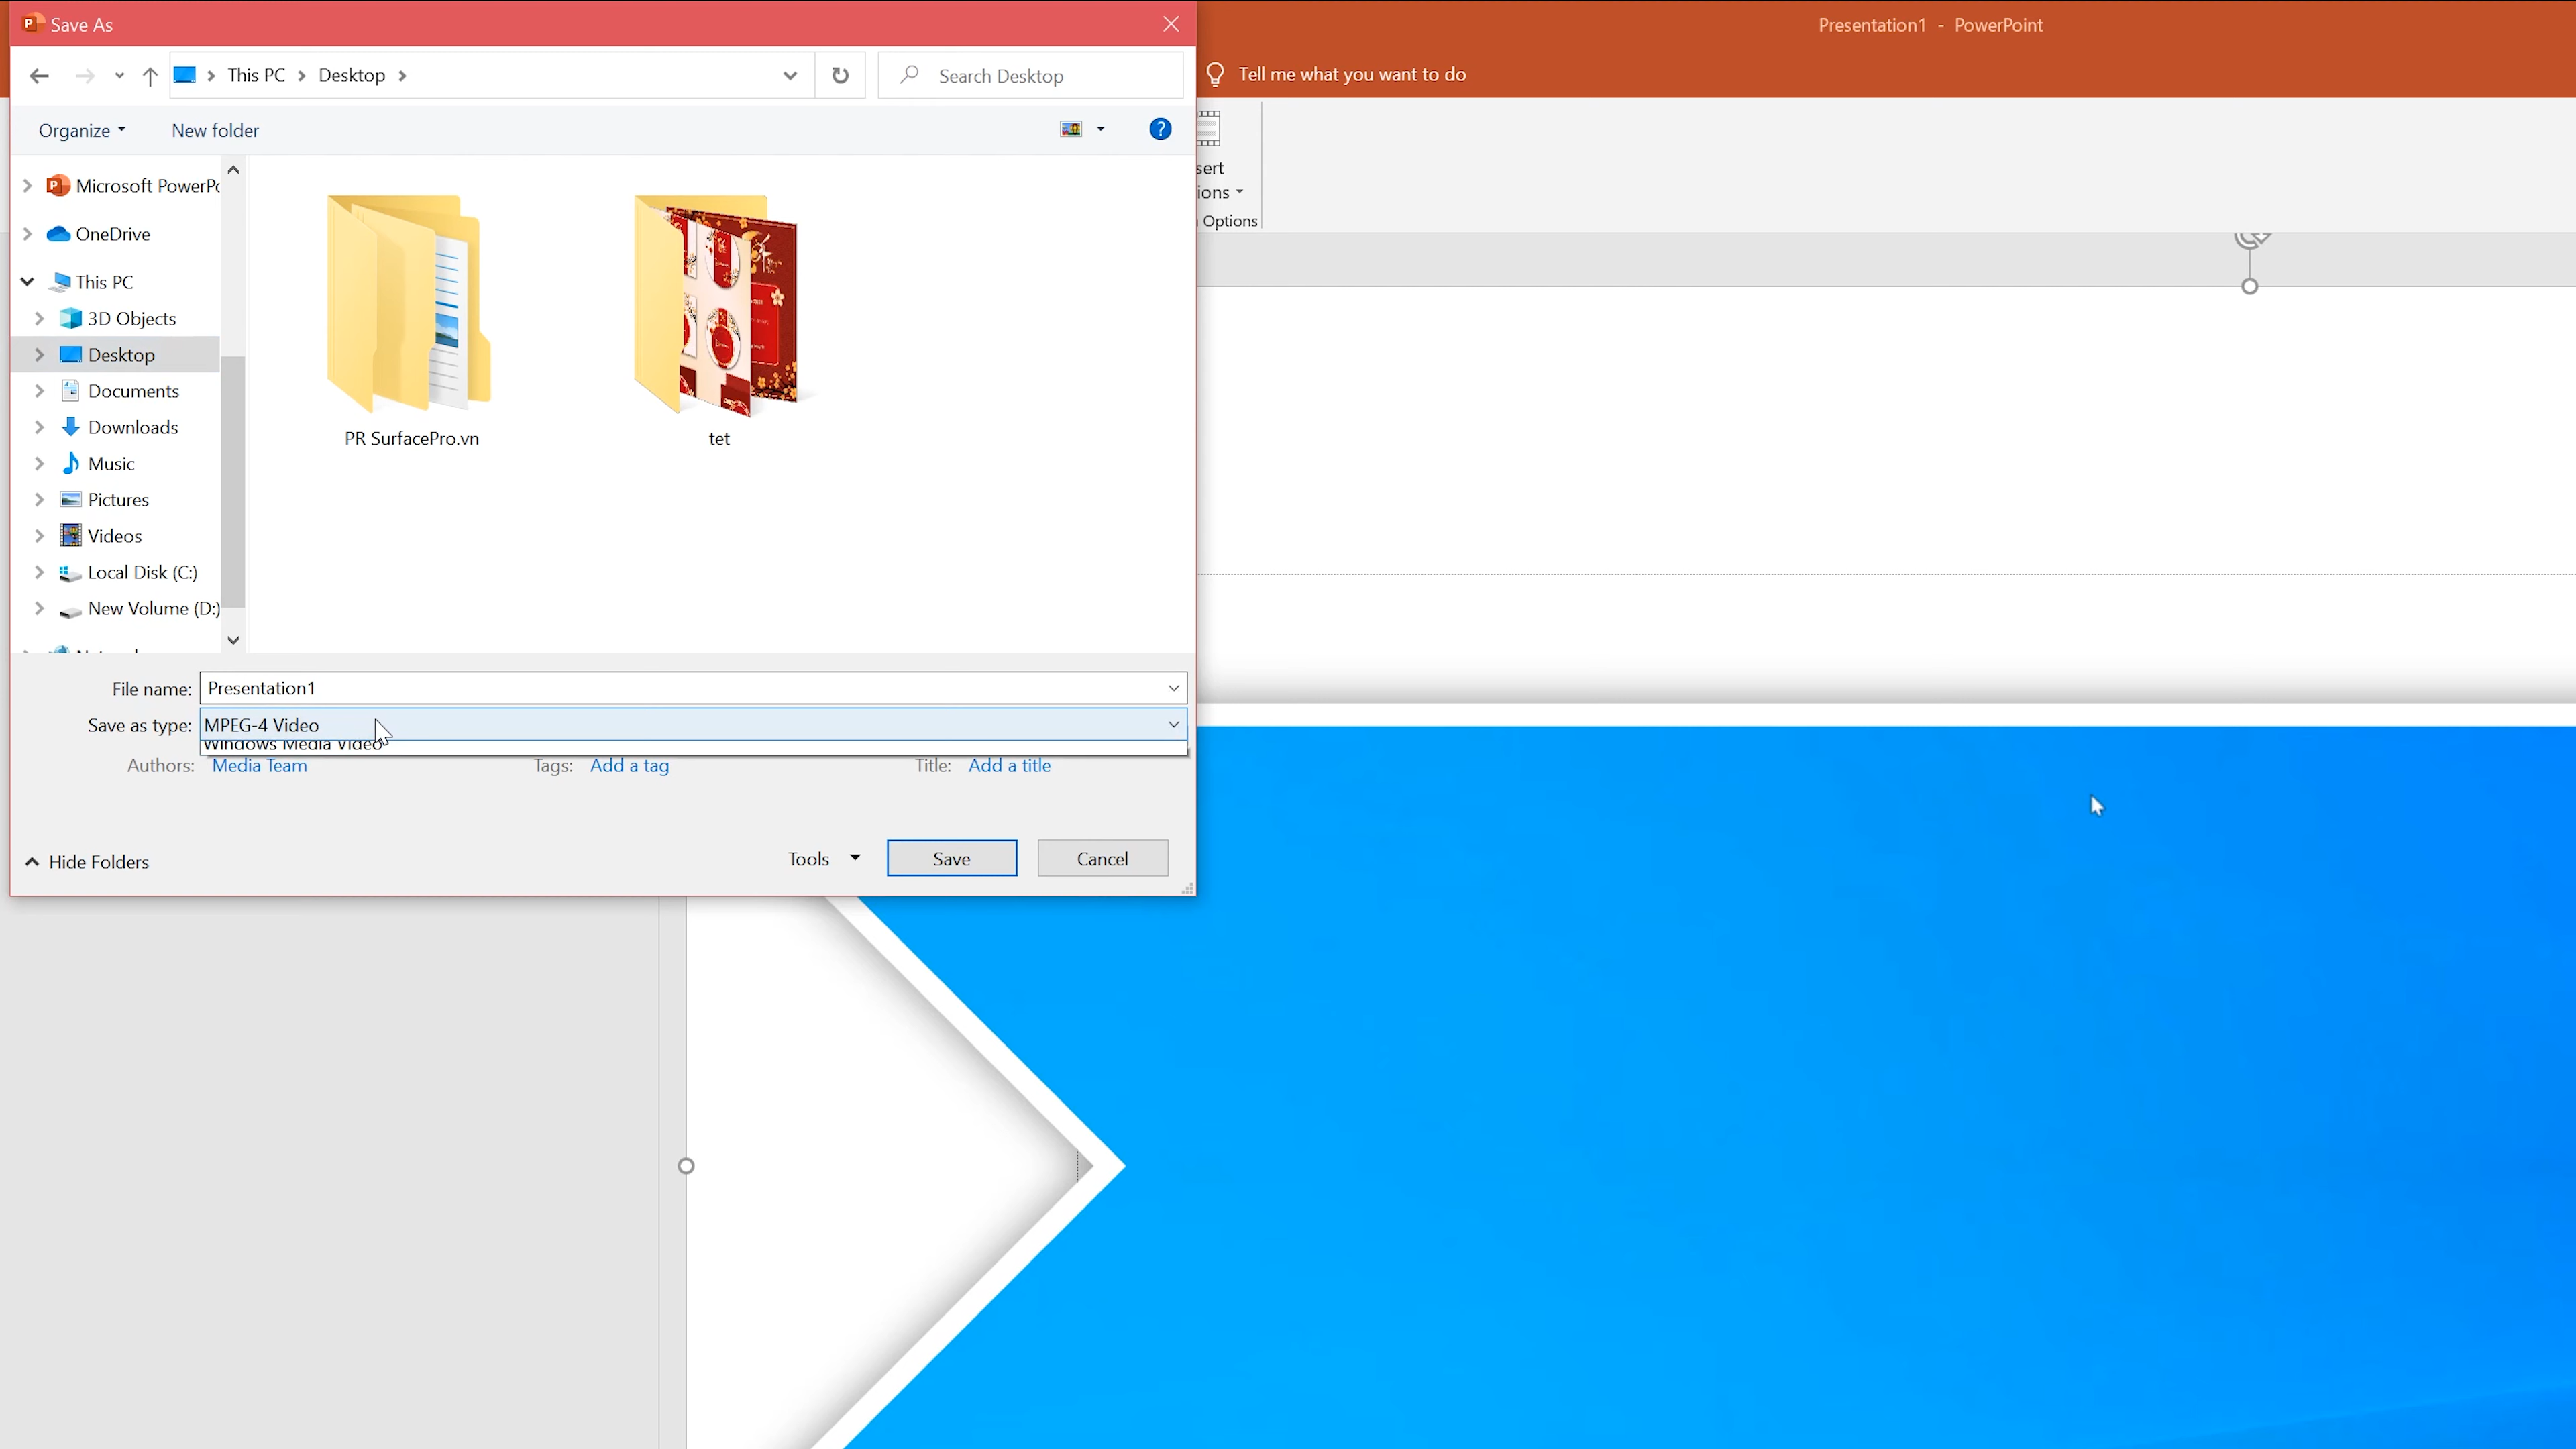 Save As
Presentation1 - PowerPoint
This PC
Desktop
Search Desktop
Tell me what you want to do
Organize
New folder
sert
ions
Options
Microsoft PowerPo
OneDrive
This PC
3D Objects
Desktop
Documents
Downloads
Music
Pictures
Videos
Local Disk (C:)
New Volume (D:)
PR SurfacePro.vn
tet
File name: Presentation1
Save as type: MPEG-4 Video
Windows Media Video
Authors: Media Team
Tags: Add a tag
Title: Add a title
Hide Folders
Tools
Save
Cancel